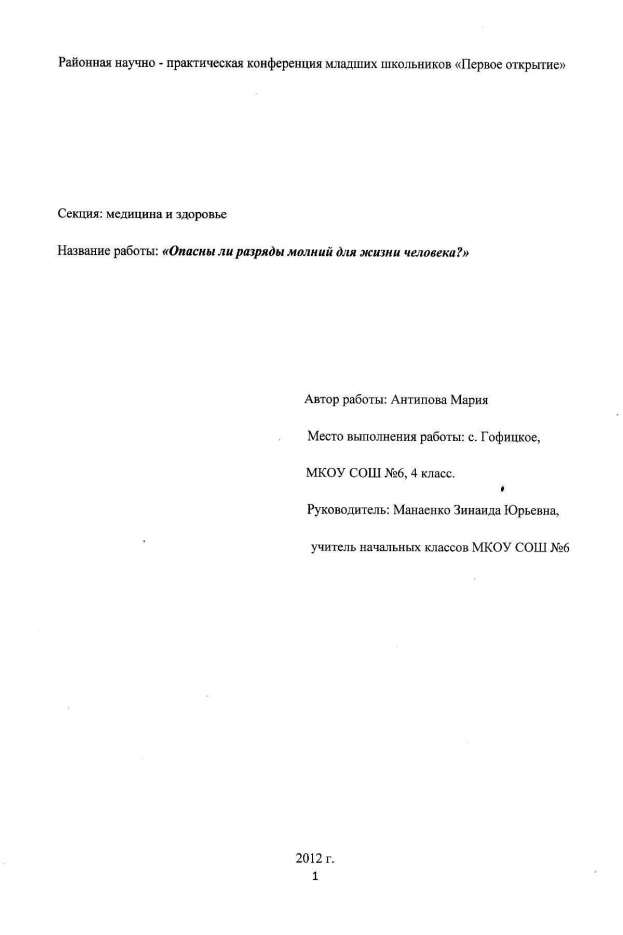 Районная научно - практическая конференция младших школьников «Первое открытие»
Секция: медицина и здоровье
Название работы: «Опасны ли разряды молний для жизни человека?»
Автор работы: Антипова Мария
Место выполнения работы: с. Гофицкое,
МКОУ СОШ №6, 4 класс.
Руководитель: Манаенко Зинаида Юрьевна,
учитель начальных классов МКОУ СОШ №6
2012 г.
1